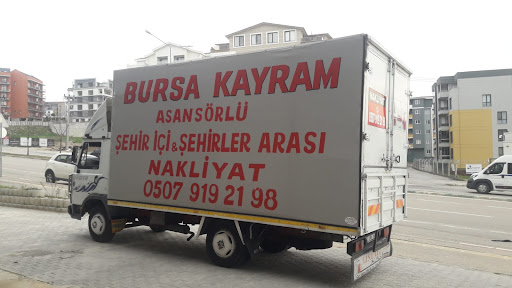 BURSA KAYRAM
ASANSÖRLÜ
ŞEHİR İÇİ & ŞEHİRLER ARASI
NAKLİYAT
0507 919 21 98